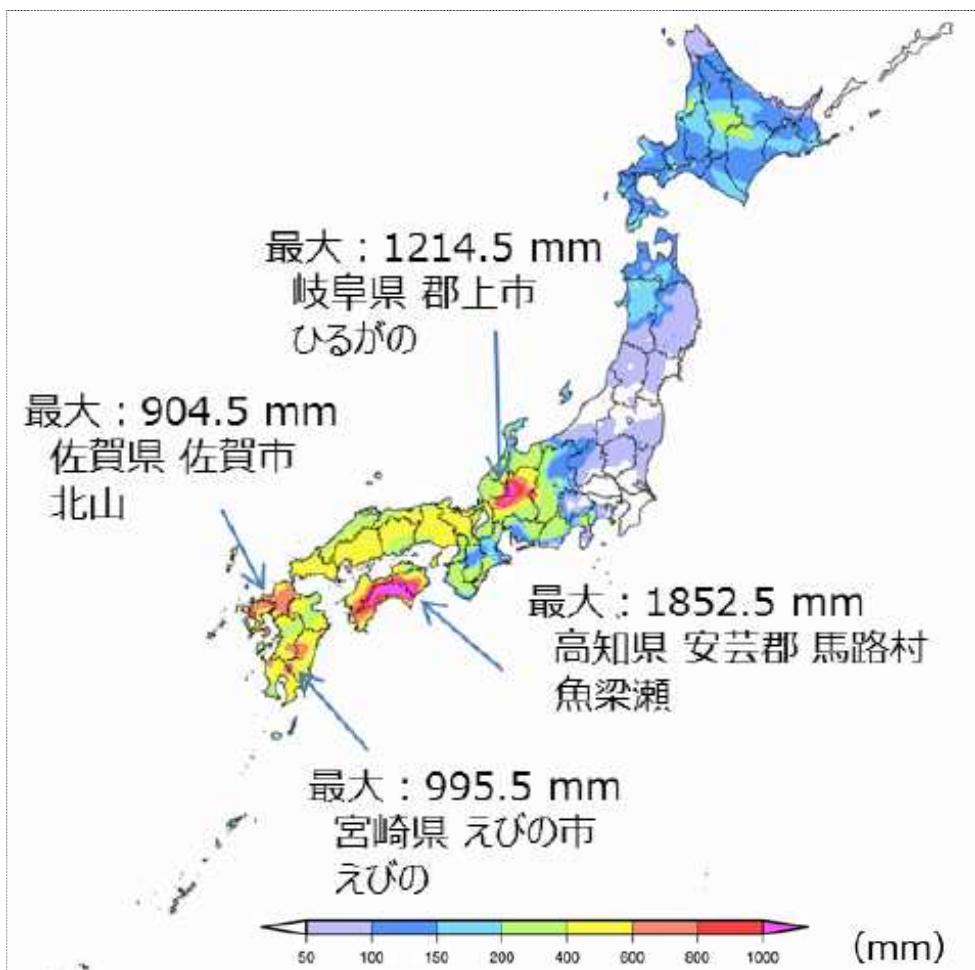 最大：1214.5 mm
岐阜県 郡上市
ひるがの
最大：904.5 mm
佐賀県 佐賀市
北山
最大：1852.5 mm
高知県 安芸郡 馬路村
魚梁瀬
最大：995.5 mm
宮崎県 えびの市
えびの
50 100 150 200 400 600 800 1000 (mm)